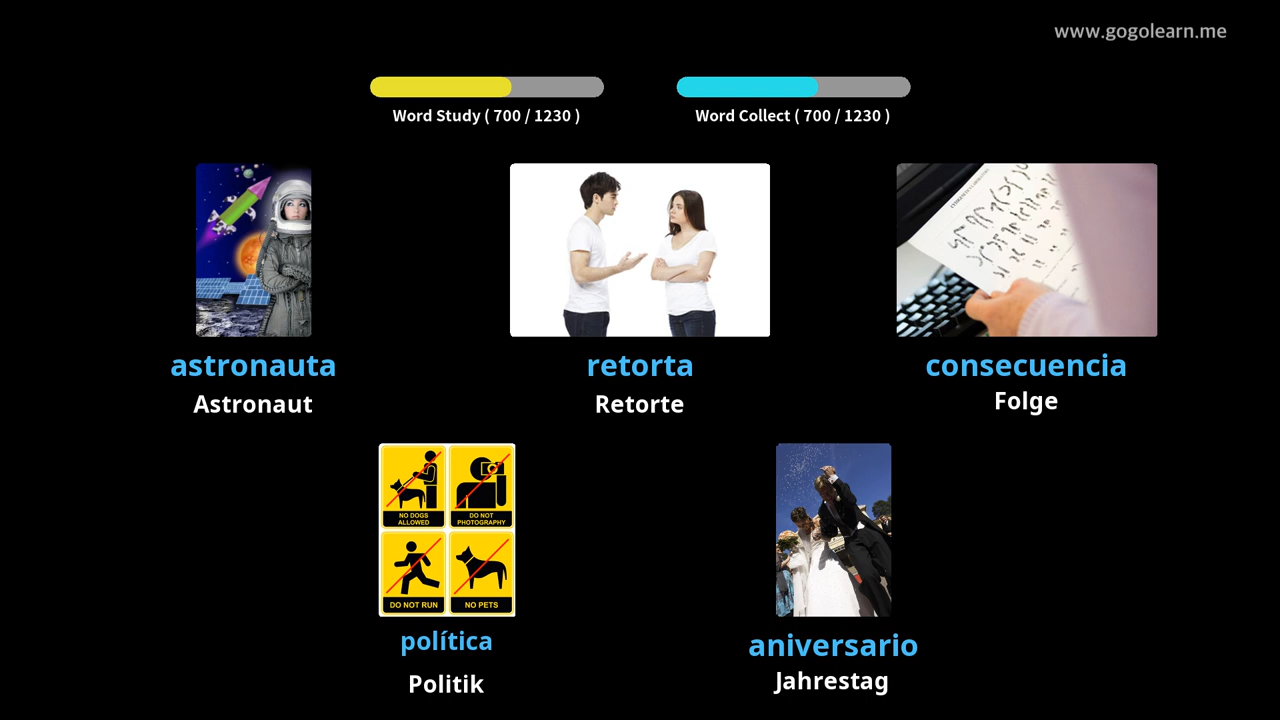 www.gogolearn.me
Word Study ( 700 / 1230 )
Word Collect ( 700 / 1230 )
astronauta
Astronaut
retorta
Retorte
consecuencia
Folge
NO DOGS
ALLOWED
DO NOT
PHOTOGRAPHY
DO NOT RUN
NO PETS
política
Politik
aniversario
Jahrestag